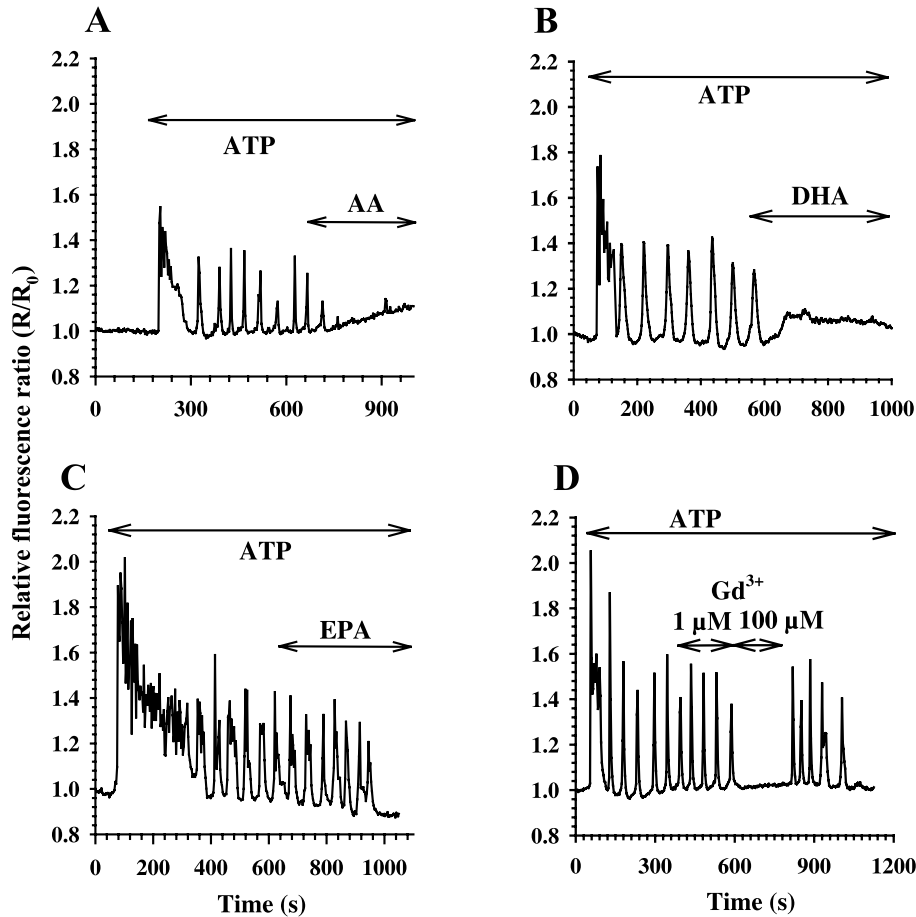 A
B
2.2
2.0
1.8
1.6
1.4
1.2
1.0
0.8
ATP
AA
0 300 600 900
2.2
2.0
1.8
1.6
1.4
1.2
1.0
0.8
ATP
DHA
0 200 400 600 800 1000
Relative fluorescence ratio (R/R0)
C
D
2.2
2.0
1.8
1.6
1.4
1.2
1.0
0.8
ATP
EPA
0 200 400 600 800 1000
Time (s)
2.2
2.0
1.8
1.6
1.4
1.2
1.0
0.8
ATP
Gd3+
1 μM 100 μM
0 300 600 900 1200
Time (s)